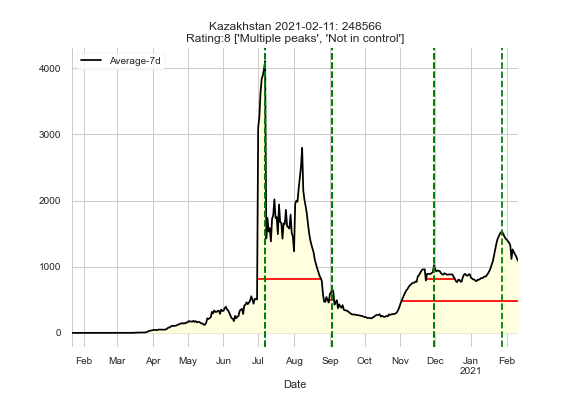 Kazakhstan 2021-02-11: 248566
Rating:8 ['Multiple peaks', 'Not in control']
Average-7d
4000
3000
2000
1000
0
Feb Mar Apr May Jun Jul Aug Sep Oct Nov Dec Jan Feb
2021
Date